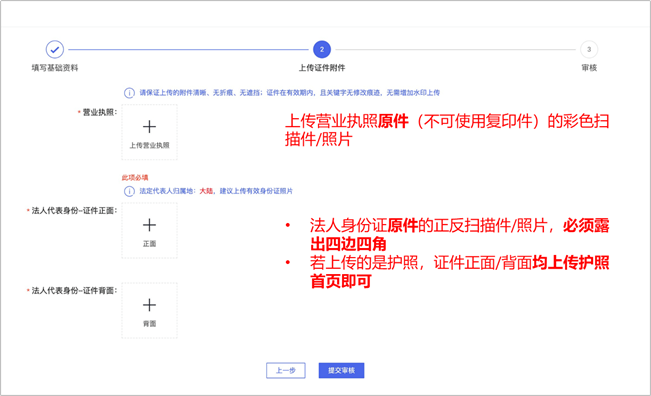 2
3
填写基础资料
上传证件附件
审核
请保证上传的附件清晰、无折痕、无遮挡；证件在有效期内，且关键字无修改痕迹，无需增加水印上传
* 营业执照：
上传营业执照
上传营业执照原件（不可使用复印件）的彩色扫
描件/照片
此项必填
法定代表人归属地：大陆，建议上传有效身份证照片
* 法人代表身份–证件正面：
正面
• 法人身份证原件的正反扫描件/照片，必须露
出四边四角
• 若上传的是护照，证件正面/背面均上传护照
首页即可
* 法人代表身份–证件背面：
背面
上一步
提交审核